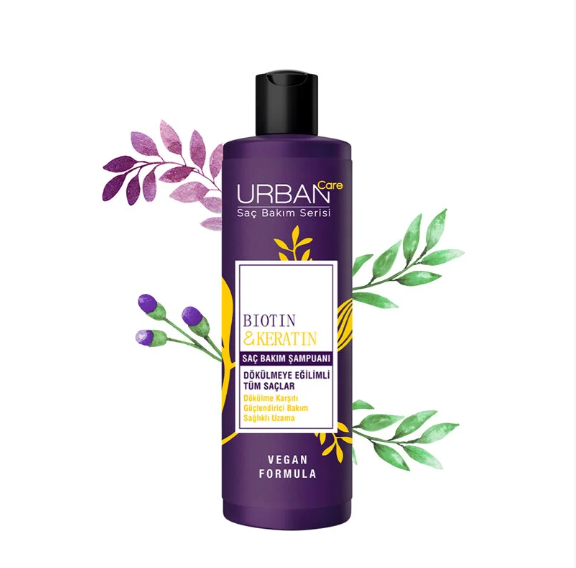 URBAN Care
Saç Bakım Serisi
BIOTIN
& KERATIN
SAÇ BAKIM ŞAMPUANI
DÖKÜLMEYE EĞİLİMLİ
TÜM SAÇLAR
Dökülme Karşıtı
Güçlendirici Bakım
Sağlıklı Uzama
VEGAN
FORMULA